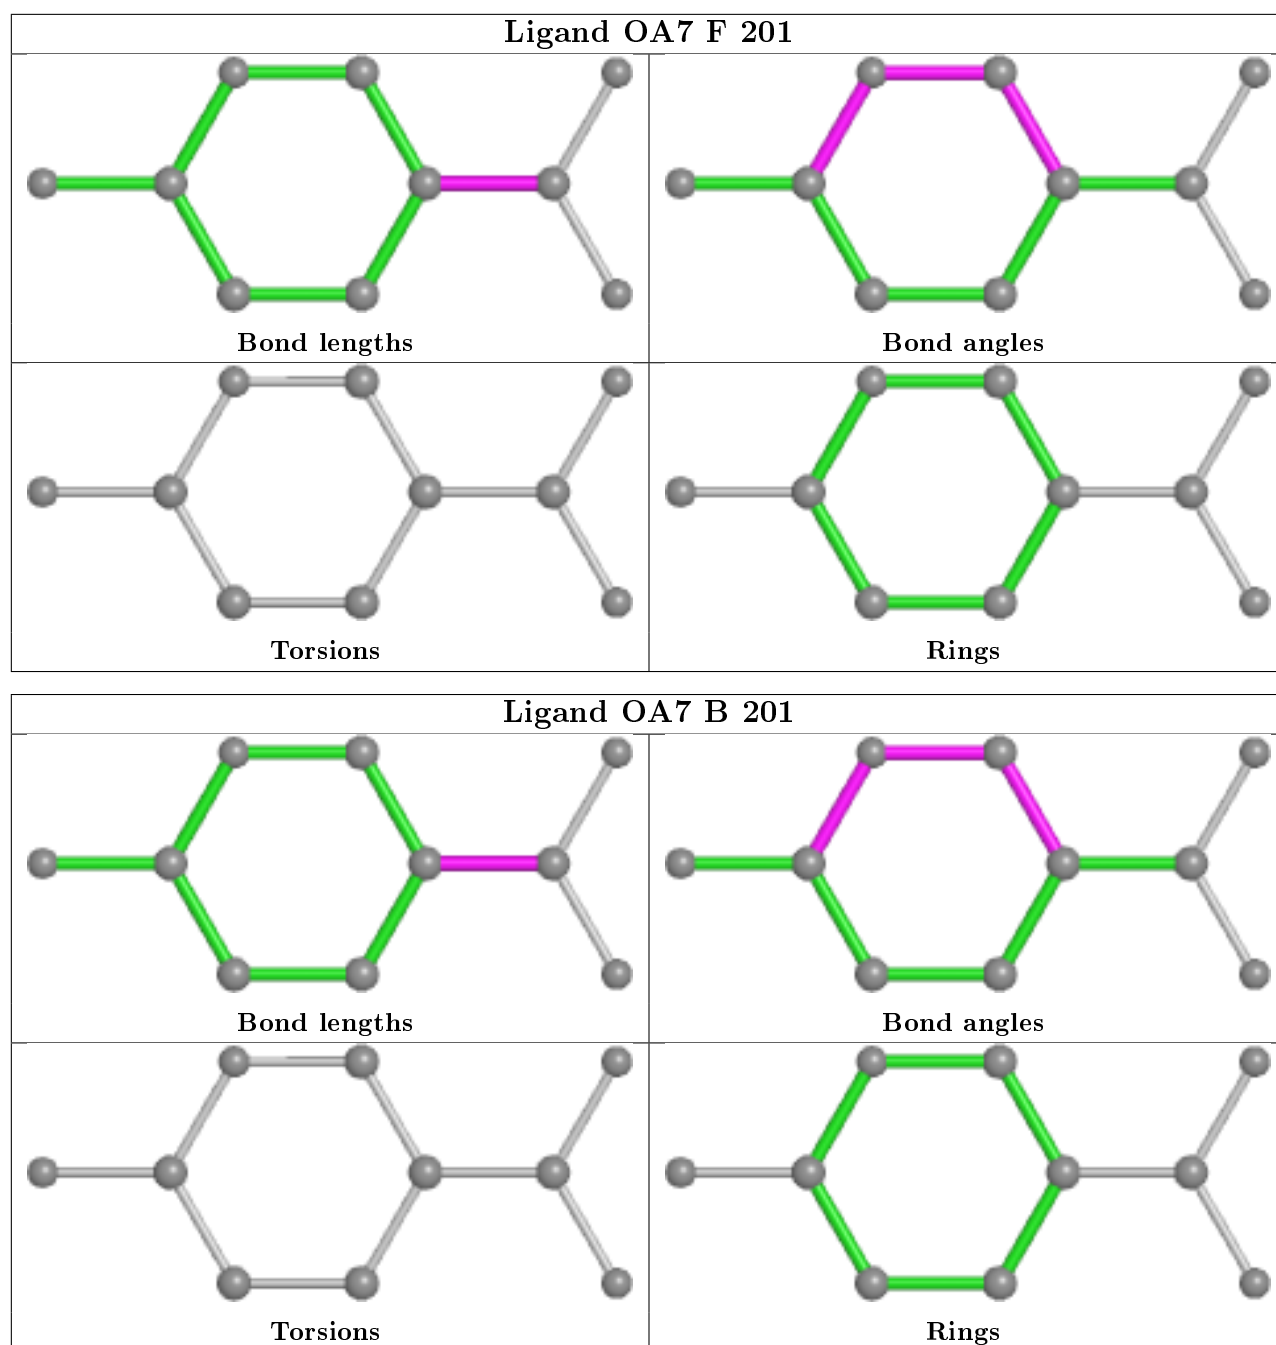 Ligand OA7 F 201
Bond lengths
Bond angles
Torsions
Rings
Ligand OA7 B 201
Bond lengths
Bond angles
Torsions
Rings